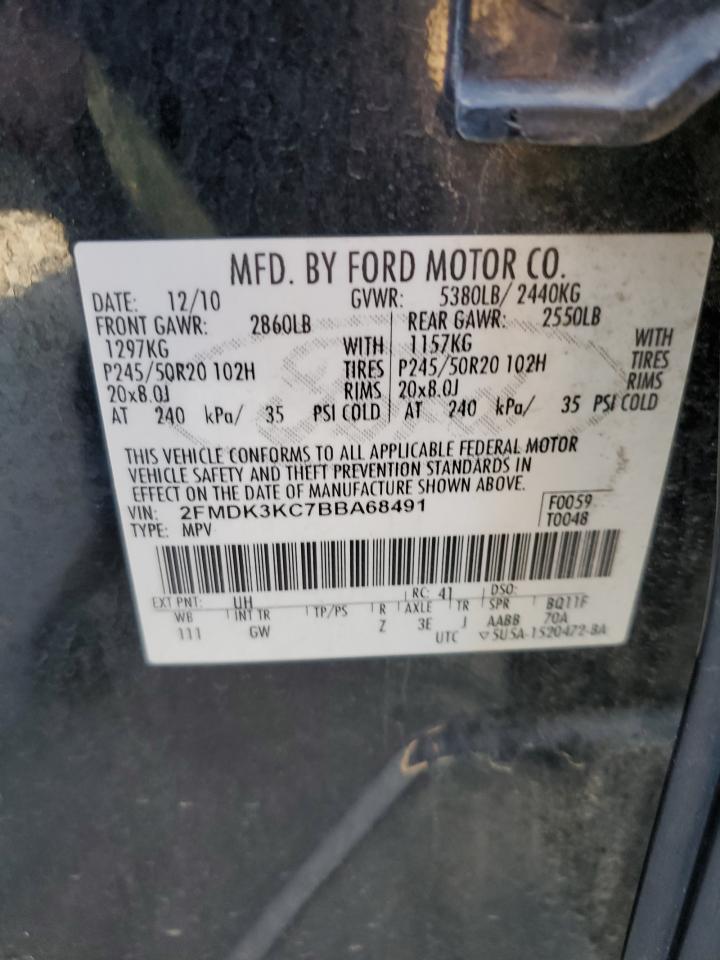 MFD. BY FORD MOTOR CO.
DATE: 12/10 GVWR: 5380LB/ 2440KG
FRONT GAWR: 2860LB REAR GAWR: 2550LB
1297KG WITH 1157KG WITH
P245/50R20 102H TIRES P245/50R20 102H TIRES
20x8.0J RIMS 20x8.0J RIMS
AT 240 kPa/ 35 PSI COLD AT 240 kPa/ 35 PSI COLD
THIS VEHICLE CONFORMS TO ALL APPLICABLE FEDERAL MOTOR
VEHICLE SAFETY AND THEFT PREVENTION STANDARDS IN
EFFECT ON THE DATE OF MANUFACTURE SHOWN ABOVE.
VIN: 2FMDK3KC7BBA68491 F0059
TYPE: MPV T0048
EXT PNT: UH RC: 41 DSO:
WB INT TR TP/PS R AXLE TR SPR BQ11F
111 GW Z 3E J AABB 70A
UTC ▽5U5A-1520472-BA